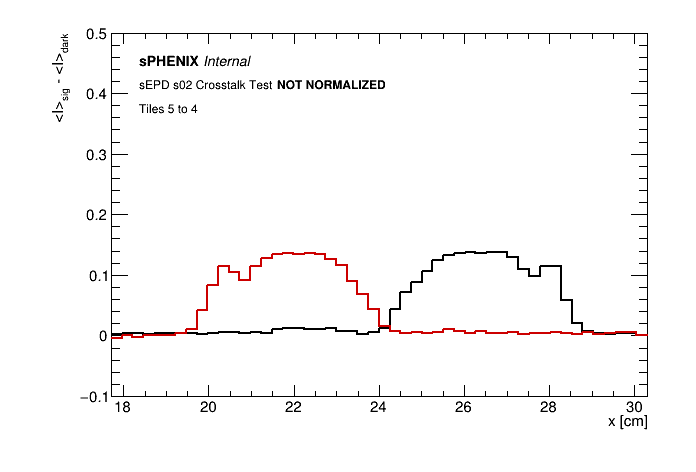 0.5
<I>sig - <I>dark
sPHENIX Internal
sEPD s02 Crosstalk Test NOT NORMALIZED
0.4
Tiles 5 to 4
0.3
0.2
0.1
0
−0.1
18 20 22 24 26 28 30
x [cm]